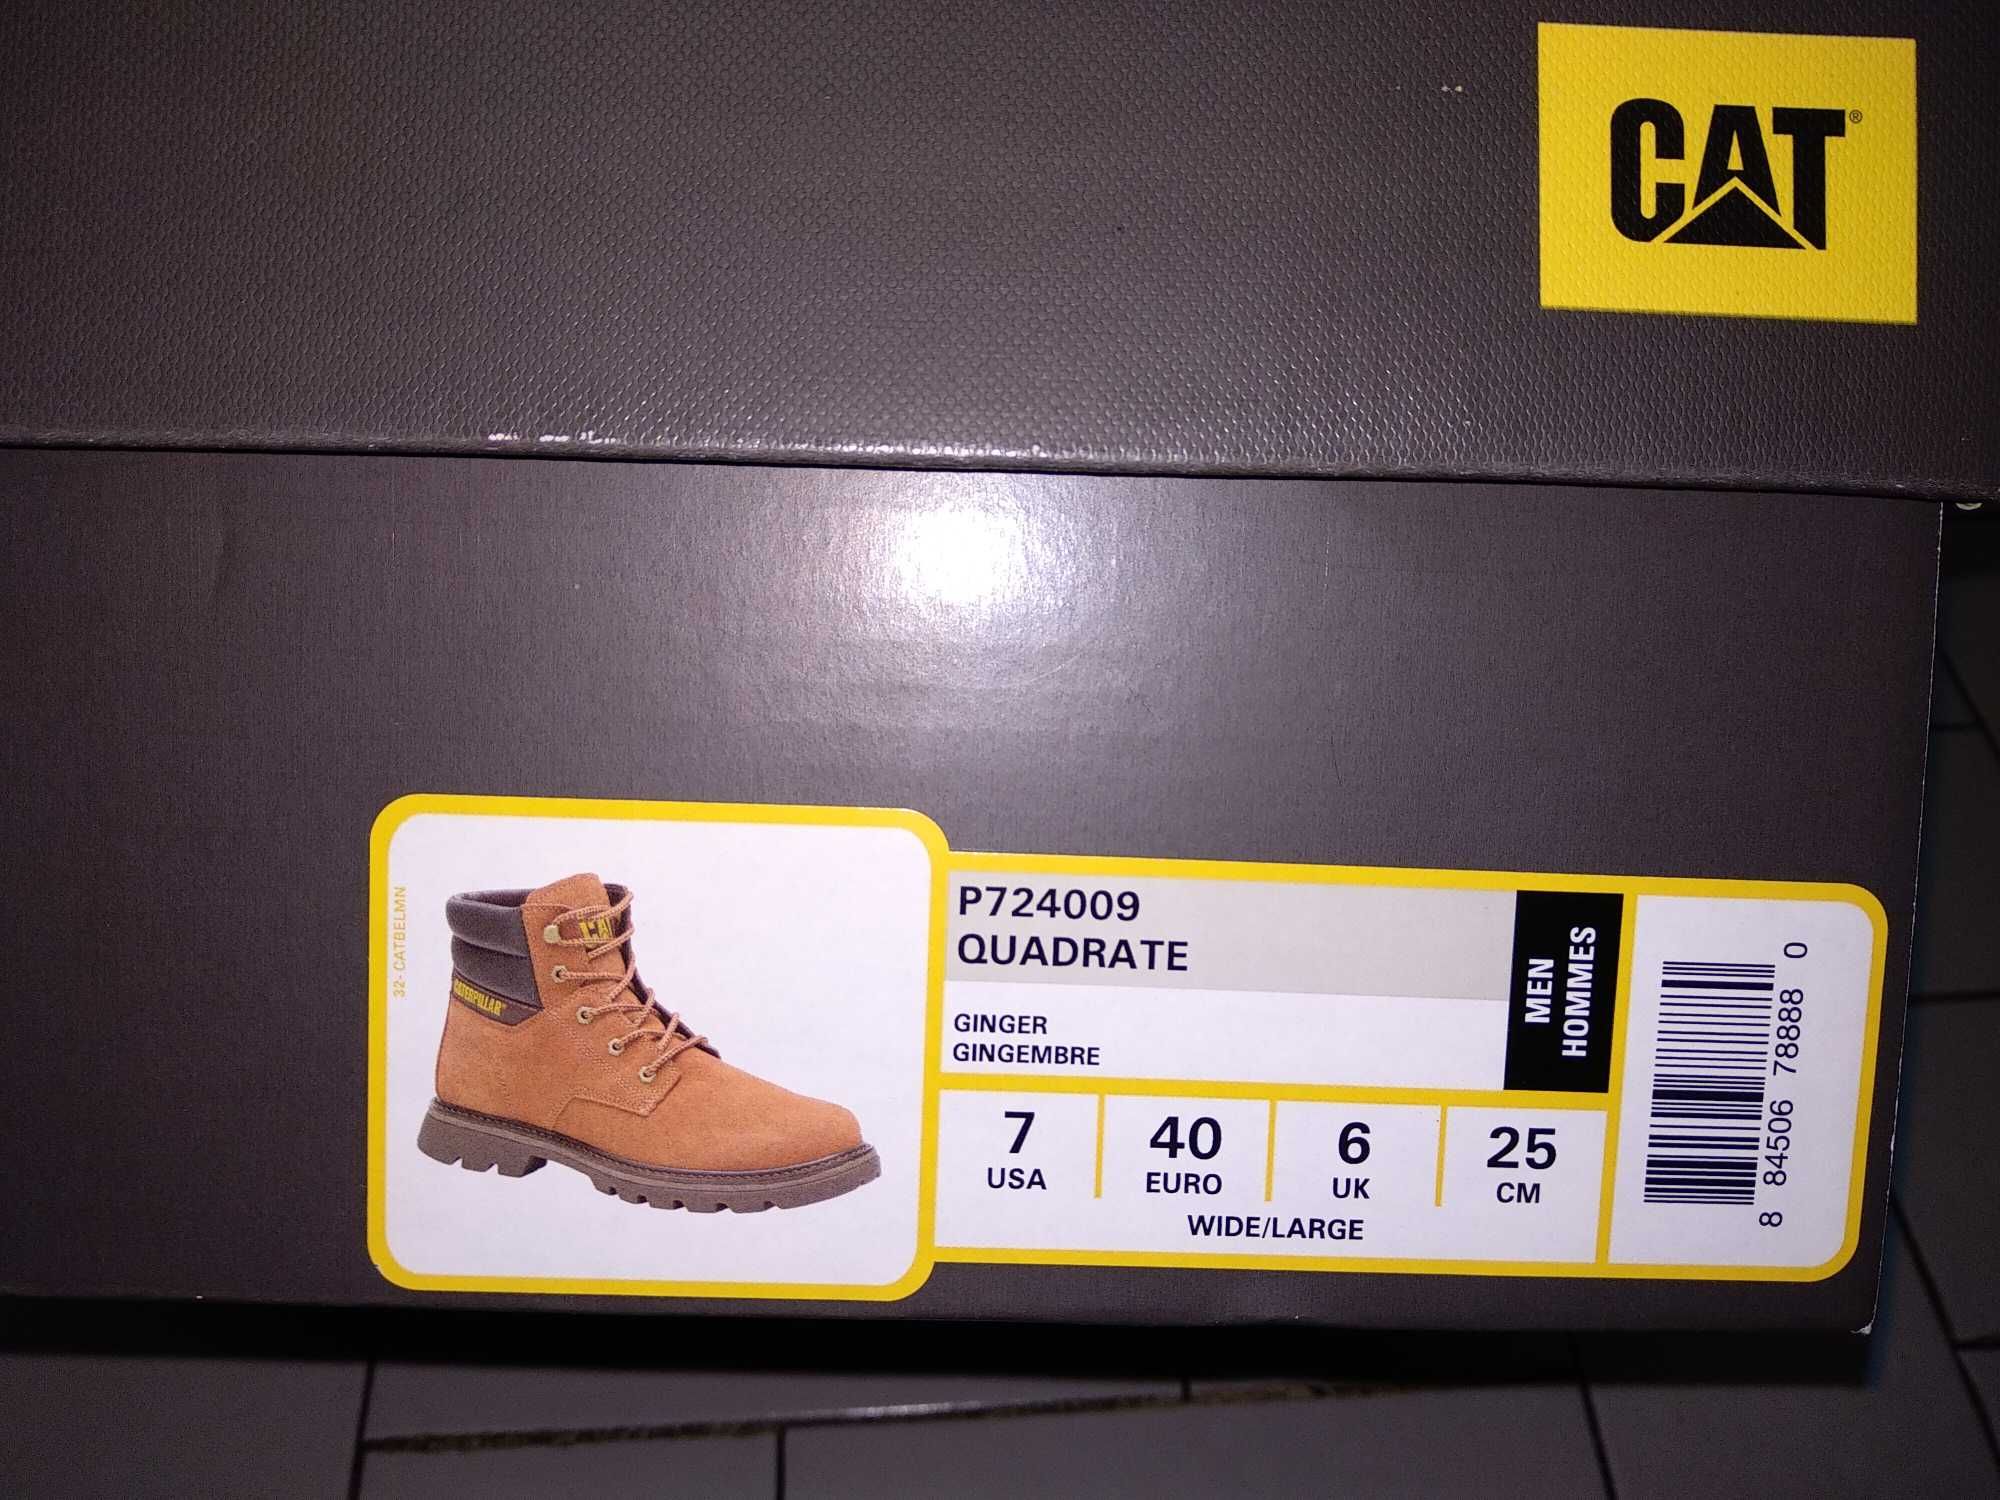 CAT®
32- CATBELMN
CAT
CATERPILLAR
P724009
QUADRATE
GINGER
GINGEMBRE
MEN
HOMMES
7
USA
40
EURO
6
UK
25
CM
WIDE/LARGE
8 84506 78888 0